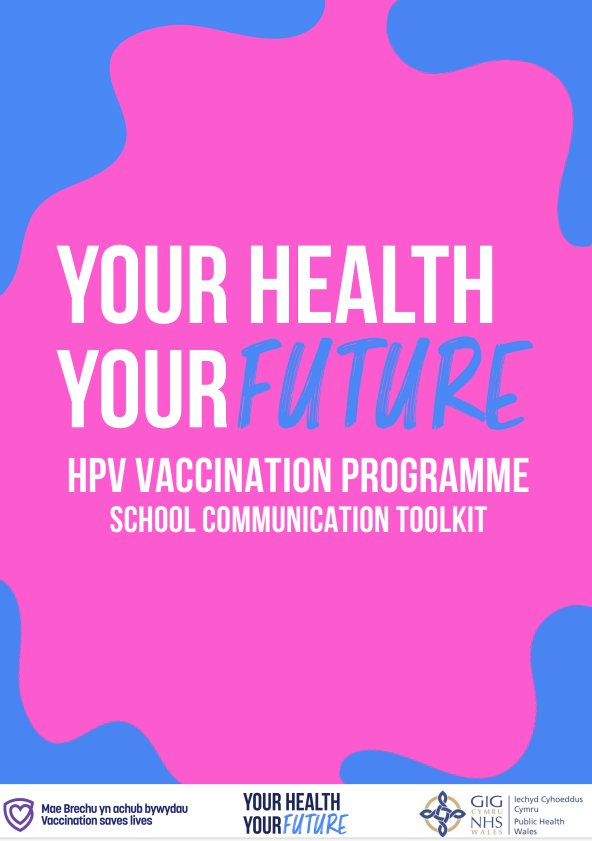 YOUR HEALTH
YOUR FUTURE
HPV VACCINATION PROGRAMME
SCHOOL COMMUNICATION TOOLKIT
Mae Brechu yn achub bywydau
Vaccination saves lives
YOUR HEALTH
YOUR FUTURE
GIG
CYMRU
NHS
WALES
Iechyd Cyhoeddus
Cymru
Public Health
Wales